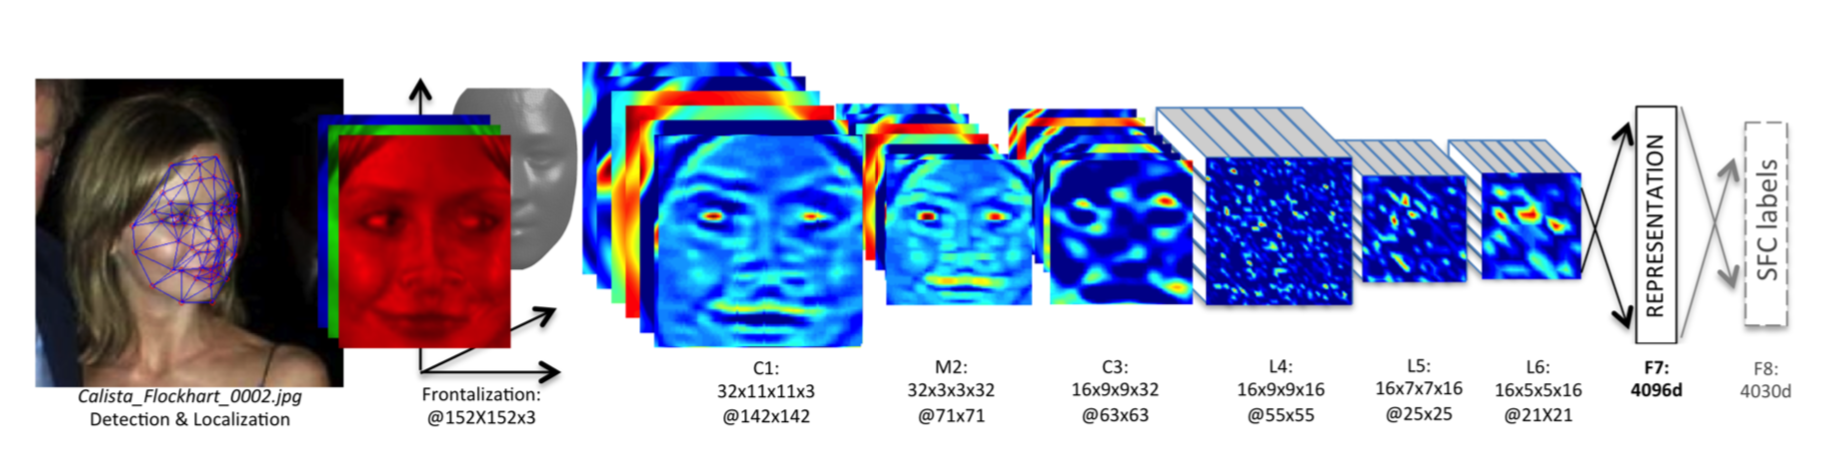 Calista_Flockhart_0002.jpg
Detection & Localization
Frontalization:
@152X152x3
C1:
32x11x11x3
@142x142
M2:
32x3x3x32
@71x71
C3:
16x9x9x32
@63x63
L4:
16x9x9x16
@55x55
L5:
16x7x7x16
@25x25
L6:
16x5x5x16
@21X21
REPRESENTATION
F7:
4096d
SFC labels
F8:
4030d